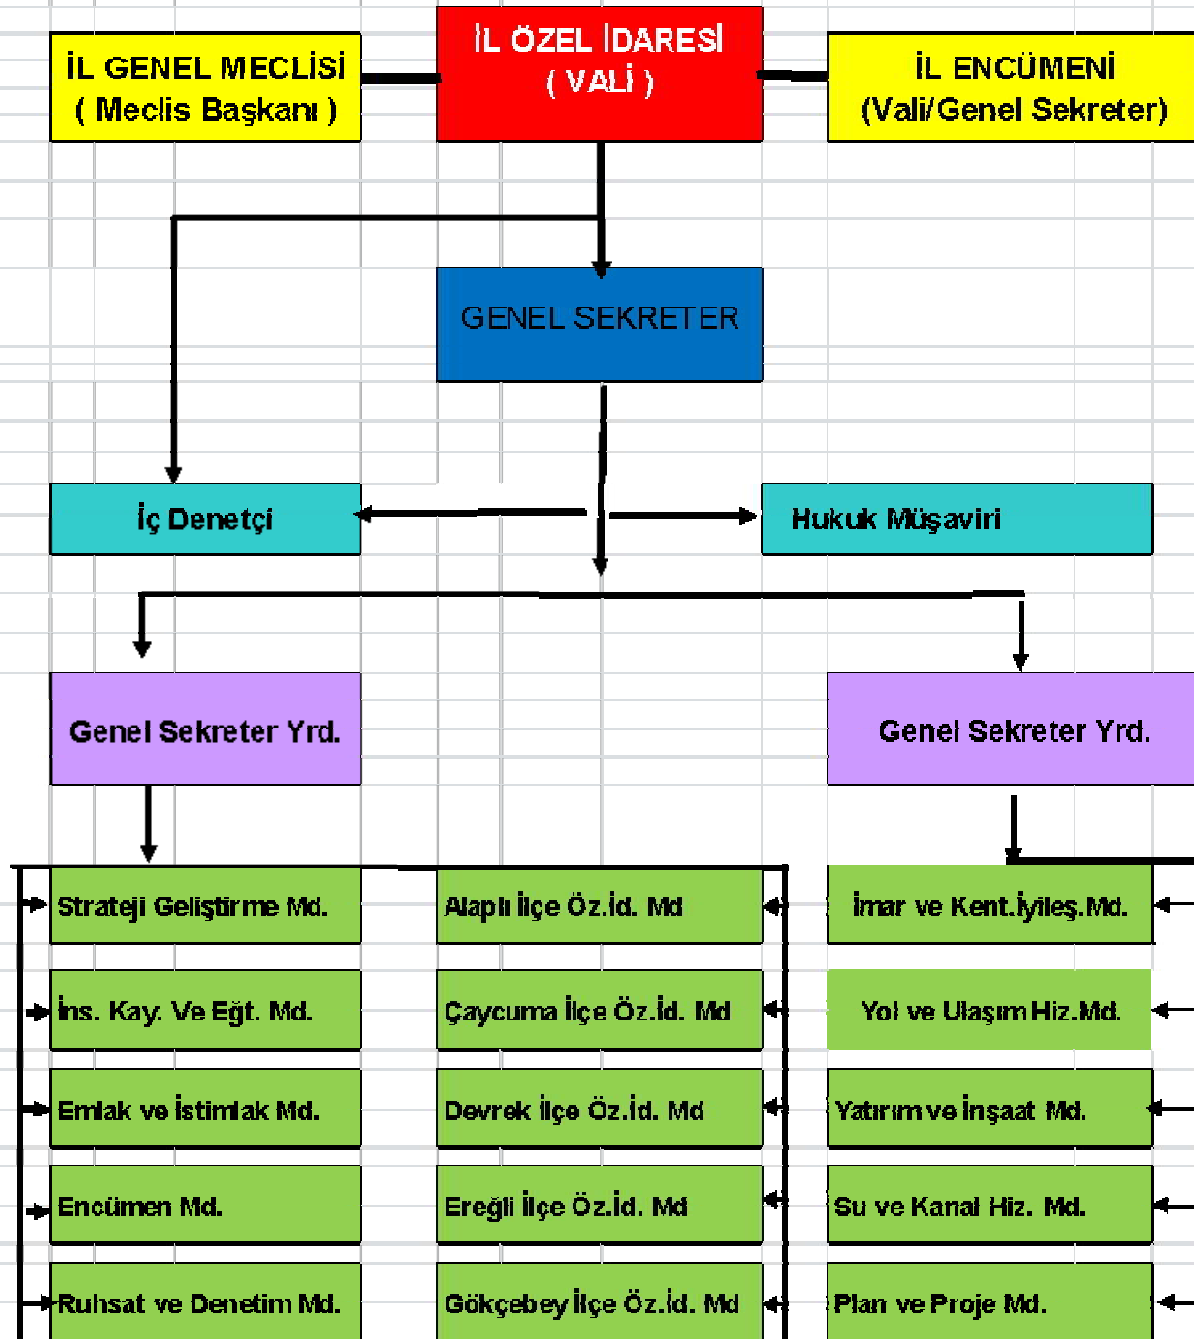 İL GENEL MECLİSİ
( Meclis Başkanı )
İL ÖZEL İDARESİ
( VALİ )
İL ENCÜMENİ
(Vali/Genel Sekreter)
GENEL SEKRETER
İç Denetçi
Hukuk Müşaviri
Genel Sekreter Yrd.
Genel Sekreter Yrd.
Strateji Geliştirme Md.
Alaplı İlçe Öz.İd. Md
İmar ve Kent.İyileş.Md.
İns. Kay. Ve Eğt. Md.
Çaycuma İlçe Öz.İd. Md
Yol ve Ulaşım Hiz.Md.
Emlak ve İstimlak Md.
Devrek İlçe Öz.İd. Md
Yatırım ve İnşaat Md.
Encümen Md.
Ereğli İlçe Öz.İd. Md
Su ve Kanal Hiz. Md.
Ruhsat ve Denetim Md.
Gökçebey İlçe Öz.İd. Md
Plan ve Proje Md.